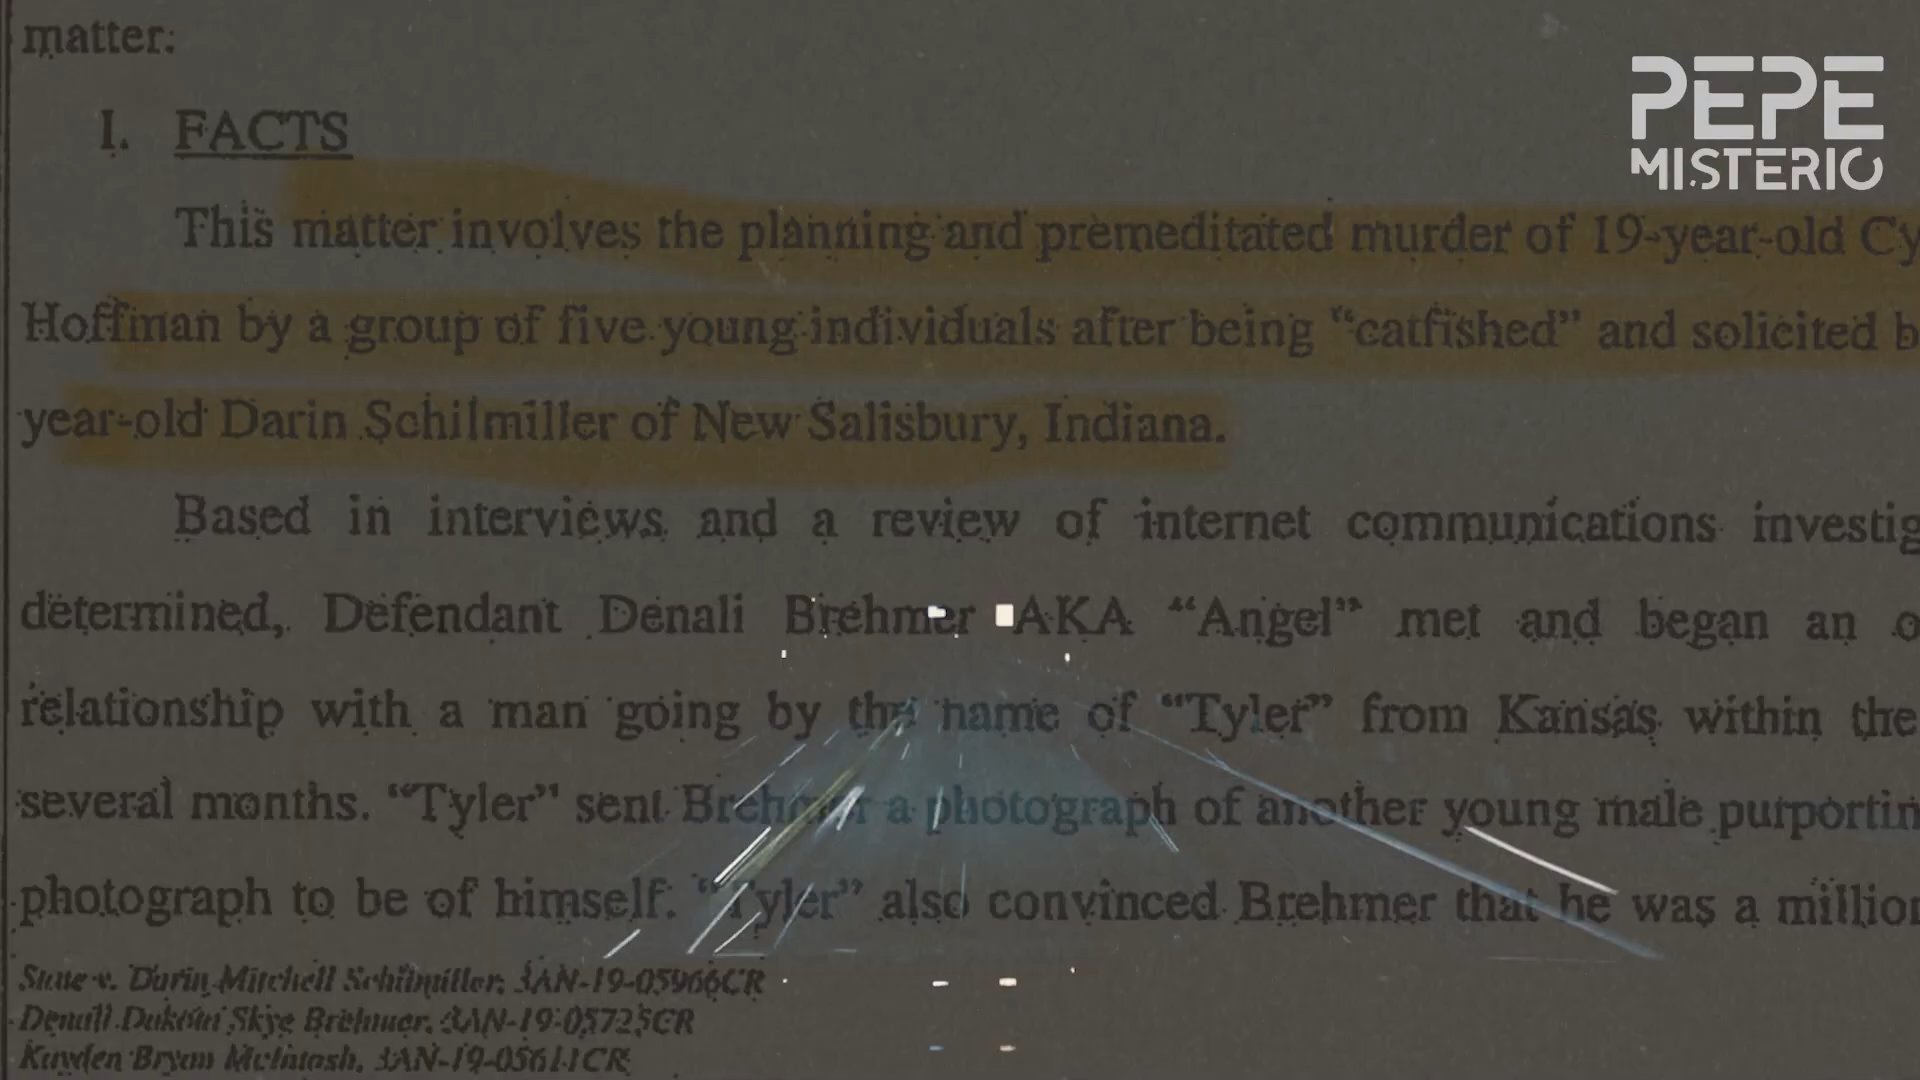 matter:
PEPE
MISTERIO
I. FACTS
This matter involves the planning and premeditated murder of 19-year-old Cy
Hoffman by a group of five young individuals after being “catfished” and solicited b
year-old Darin Schilmiller of New Salisbury, Indiana.
Based in interviews and a review of internet communications investig
determined, Defendant Denali Brehmer AKA “Angel” met and began an o
relationship with a man going by the name of “Tyler” from Kansas within the
several months. “Tyler” sent Brehmer a photograph of another young male purportin
photograph to be of himself. “Tyler” also convinced Brehmer that he was a million
State v. Darin Mitchell Schilmiller, 3AN-19-05966CR
Denali Dakota Skye Brehmer, 3AN-19-05725CR
Kayden Bryan McIntosh, 3AN-19-05611CR